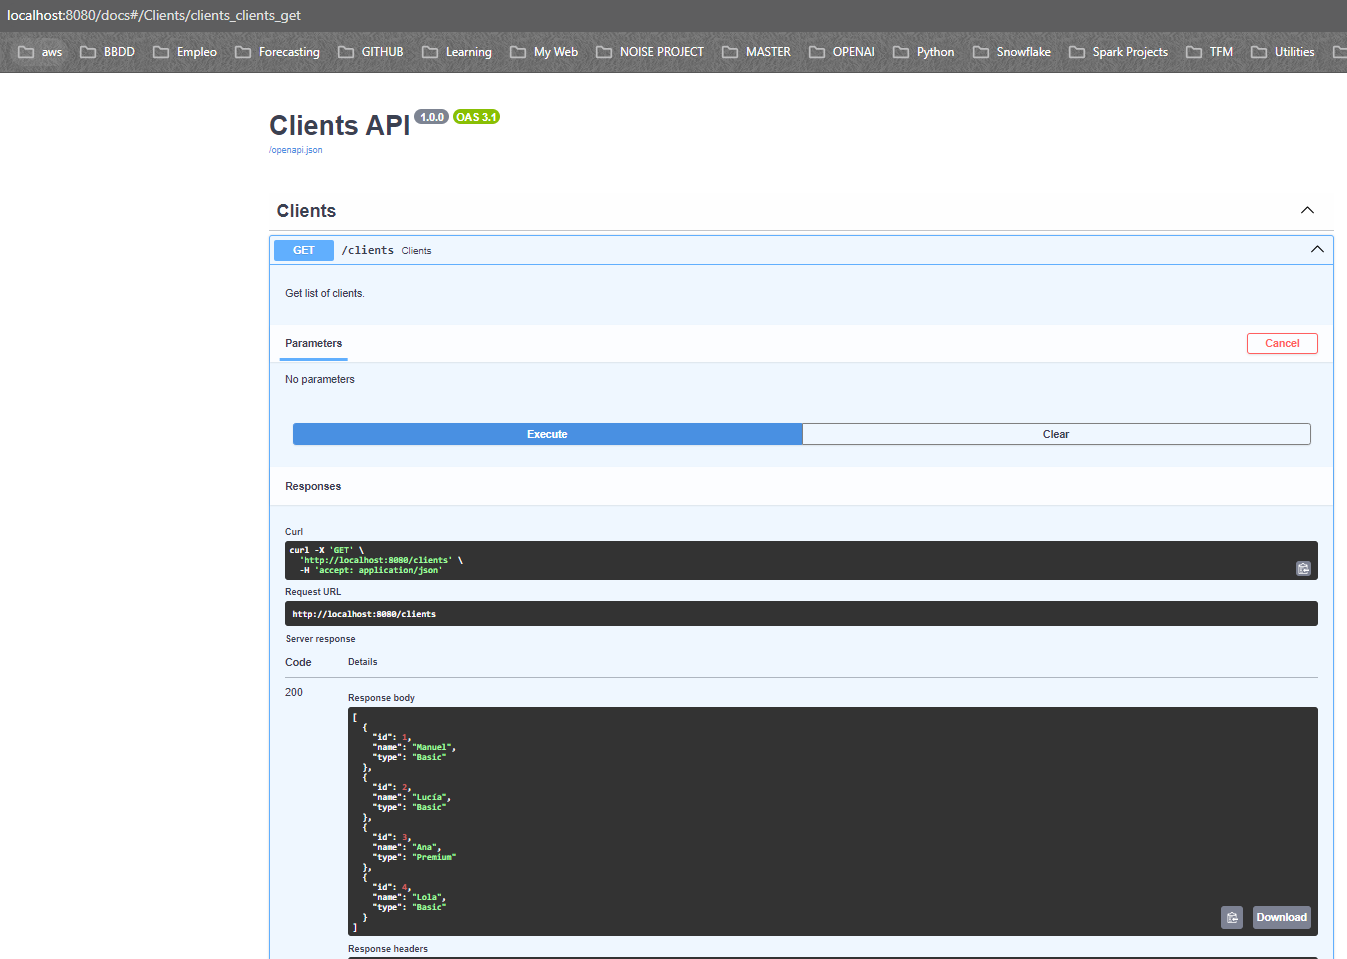 localhost:8080/docs#/Clients/clients_clients_get
aws BBDD Empleo Forecasting GITHUB Learning My Web NOISE PROJECT MASTER OPENAI Python Snowflake Spark Projects TFM Utilities
Clients API 1.0.0 OAS 3.1
/openapi.json
Clients
GET /clients Clients
Get list of clients.
Parameters Cancel
No parameters
Execute Clear
Responses
Curl
curl -X 'GET' \
'http://localhost:8080/clients' \
-H 'accept: application/json'
Request URL
http://localhost:8080/clients
Server response
Code Details
200
Response body
[
{
"id": 1,
"name": "Manuel",
"type": "Basic"
},
{
"id": 2,
"name": "Lucía",
"type": "Basic"
},
{
"id": 3,
"name": "Ana",
"type": "Premium"
},
{
"id": 4,
"name": "Lola",
"type": "Basic"
}
]
Download
Response headers